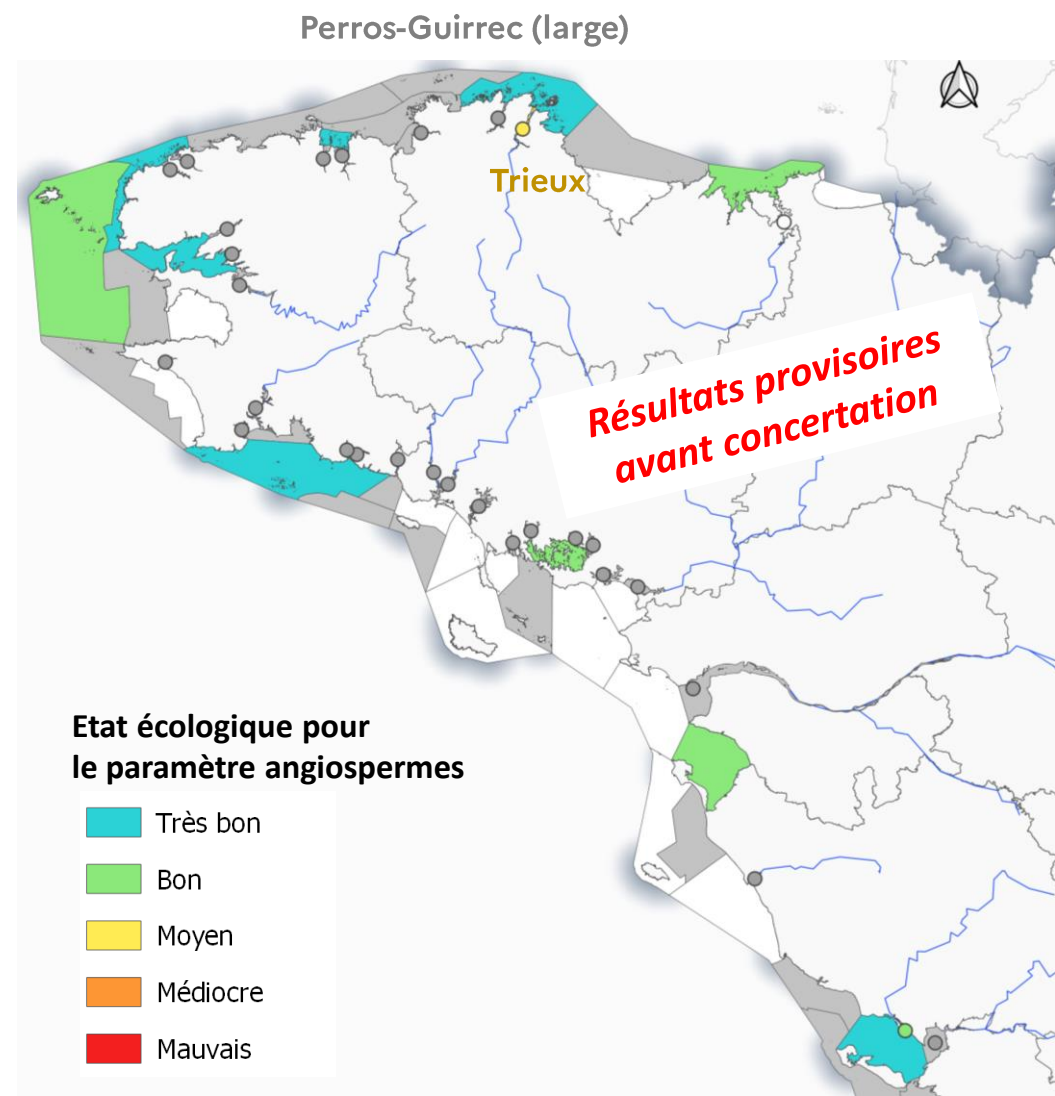 Perros-Guirrec (large)
Trieux
Résultats provisoires
avant concertation
Etat écologique pour
le paramètre angiospermes
Très bon
Bon
Moyen
Médiocre
Mauvais